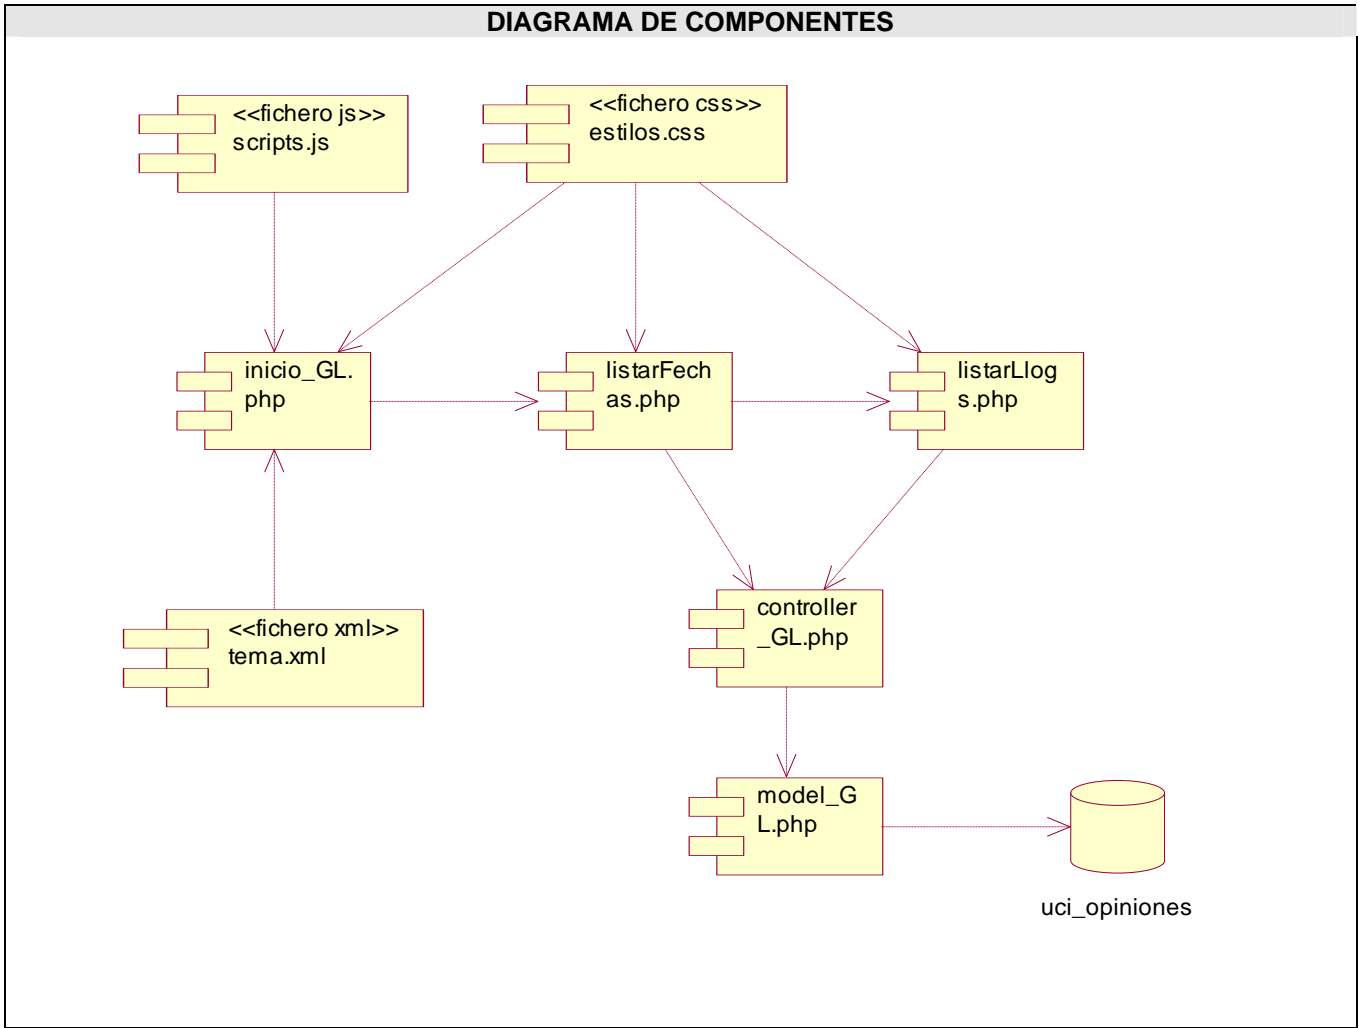 DIAGRAMA DE COMPONENTES
<<fichero js>>
scripts.js
<<fichero css>>
estilos.css
inicio_GL.
php
listarFech
as.php
listarLlog
s.php
<<fichero xml>>
tema.xml
controller
_GL.php
model_G
L.php
uci_opiniones